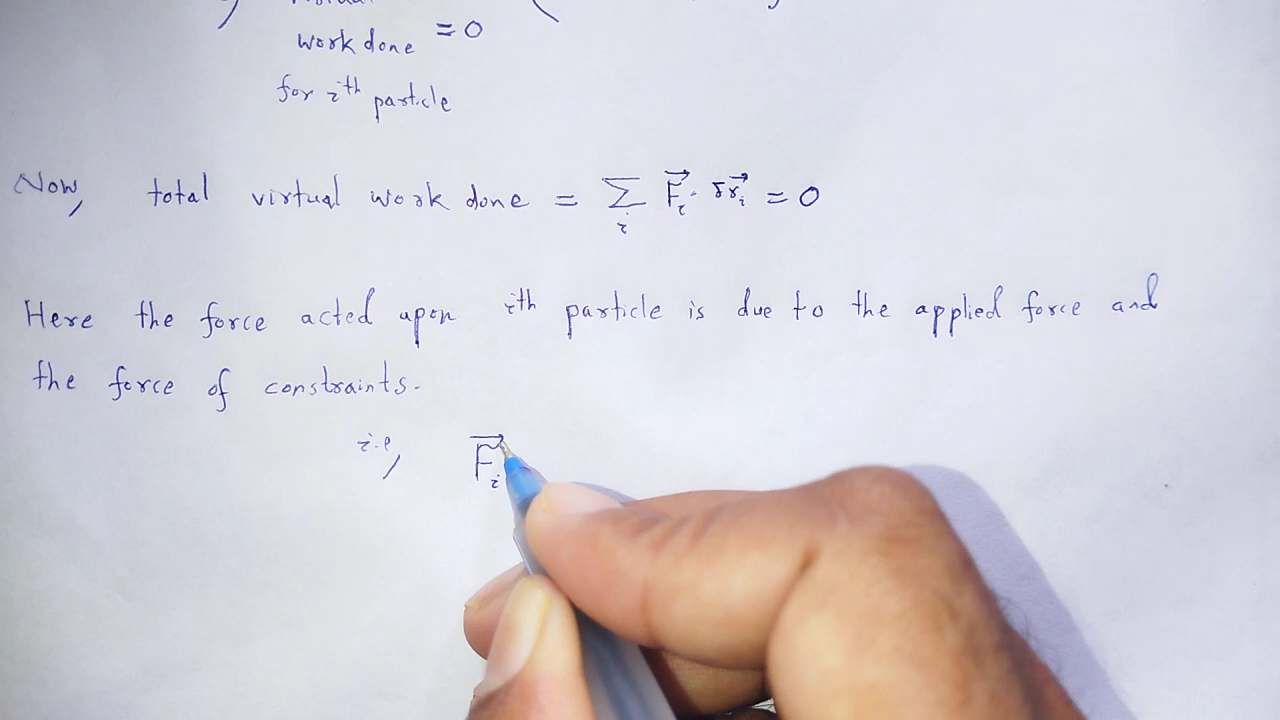 work done = 0
for ith particle
Now, total virtual work done = ∑i F⃗i · δr⃗i = 0
Here the force acted upon ith particle is due to the applied force and
the force of constraints.
i.e, F⃗i